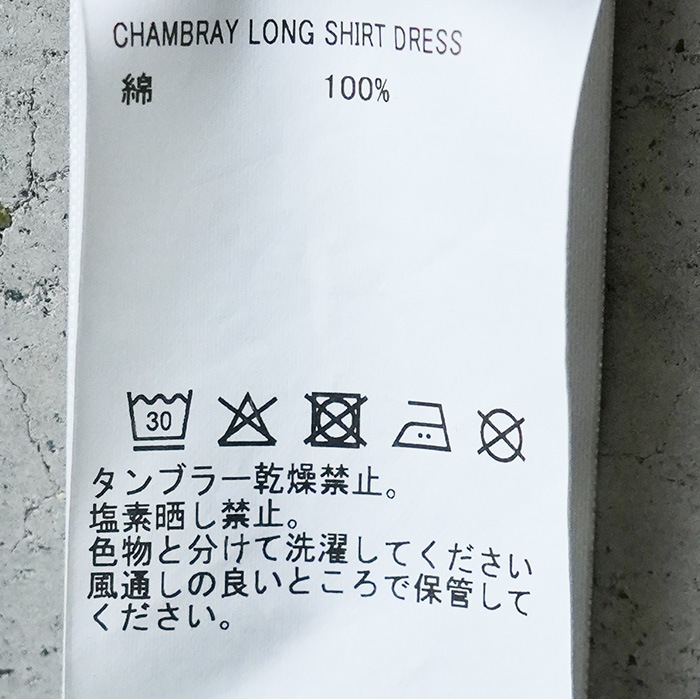 CHAMBRAY LONG SHIRT DRESS
綿 100%
30
タンブラー乾燥禁止。
塩素晒し禁止。
色物と分けて洗濯してください
風通しの良いところで保管して
ください。